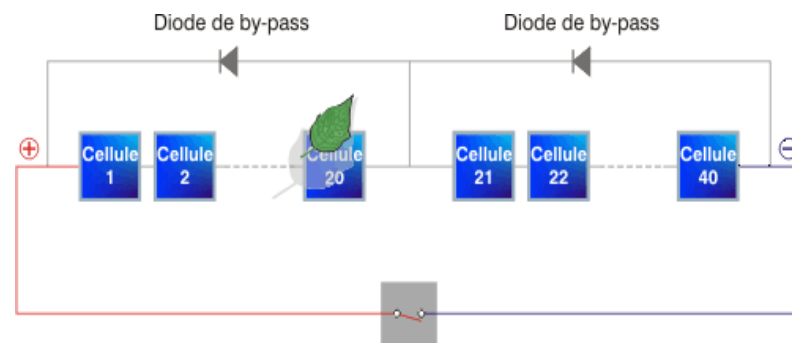 Diode de by-pass
Diode de by-pass
+
−
Cellule
1
Cellule
2
Cellule
20
Cellule
21
Cellule
22
Cellule
40